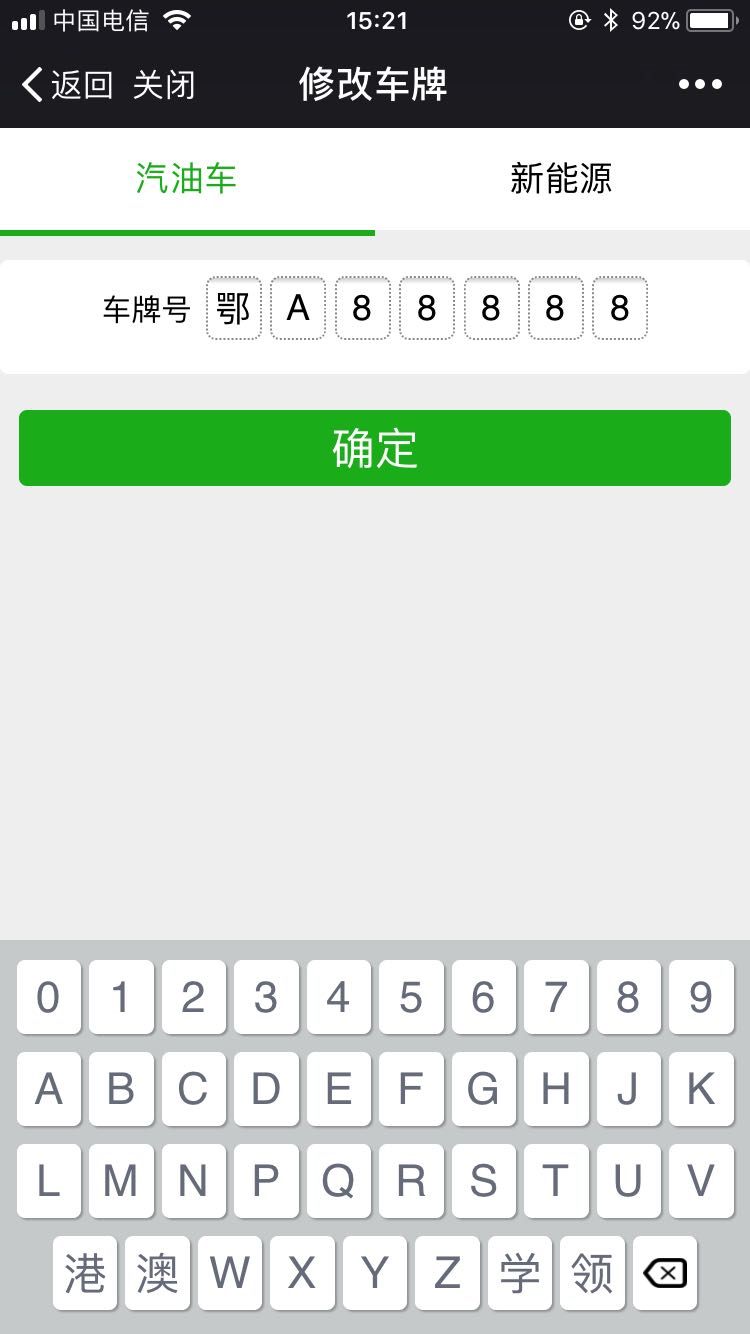 中国电信 15:21 92%
返回 关闭 修改车牌
汽油车 新能源
车牌号 鄂 A 8 8 8 8 8
确定
0 1 2 3 4 5 6 7 8 9
A B C D E F G H J K
L M N P Q R S T U V
港 澳 W X Y Z 学 领